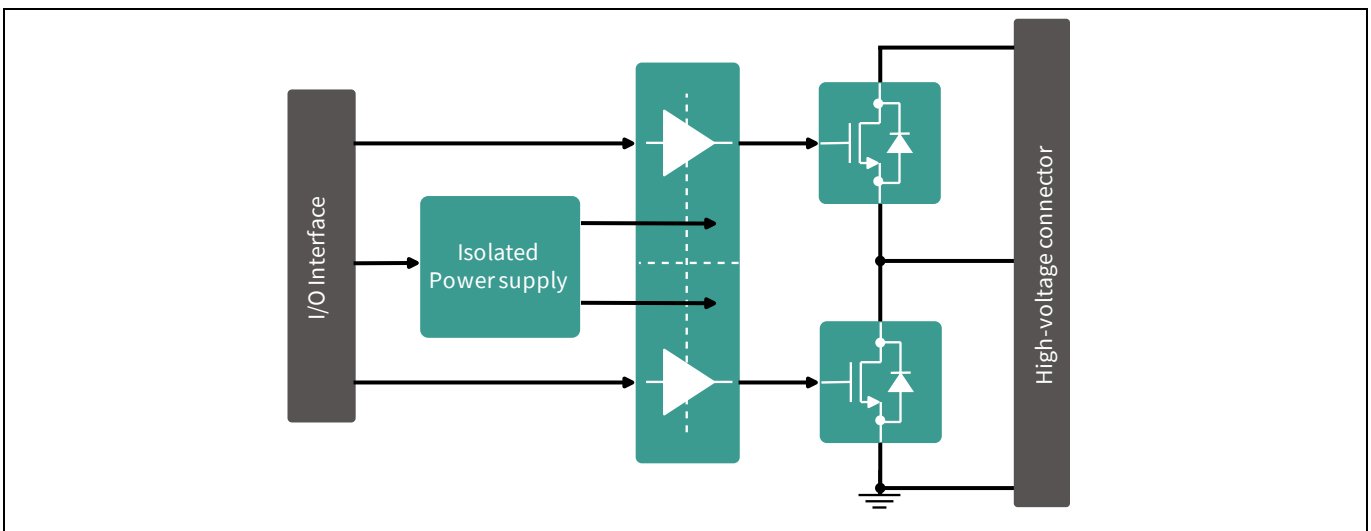 I/O Interface
Isolated
Power supply
High-voltage connector